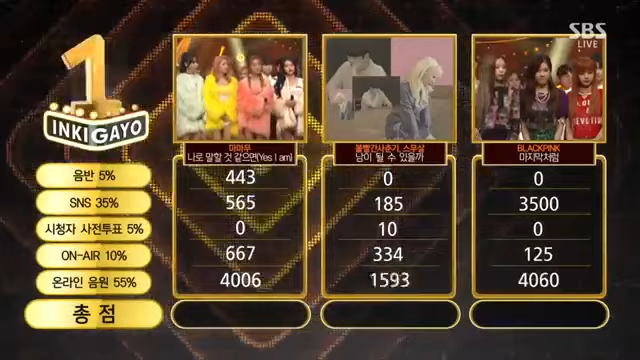 SBS
LIVE
1
INKIGAYO
마마무
나로 말할 것 같으면(Yes I am)
볼빨간사춘기, 스무살
남이 될 수 있을까
BLACKPINK
마지막처럼
음반 5% 443 0 0
SNS 35% 565 185 3500
시청자 사전투표 5% 0 10 0
ON-AIR 10% 667 334 125
온라인 음원 55% 4006 1593 4060
총 점